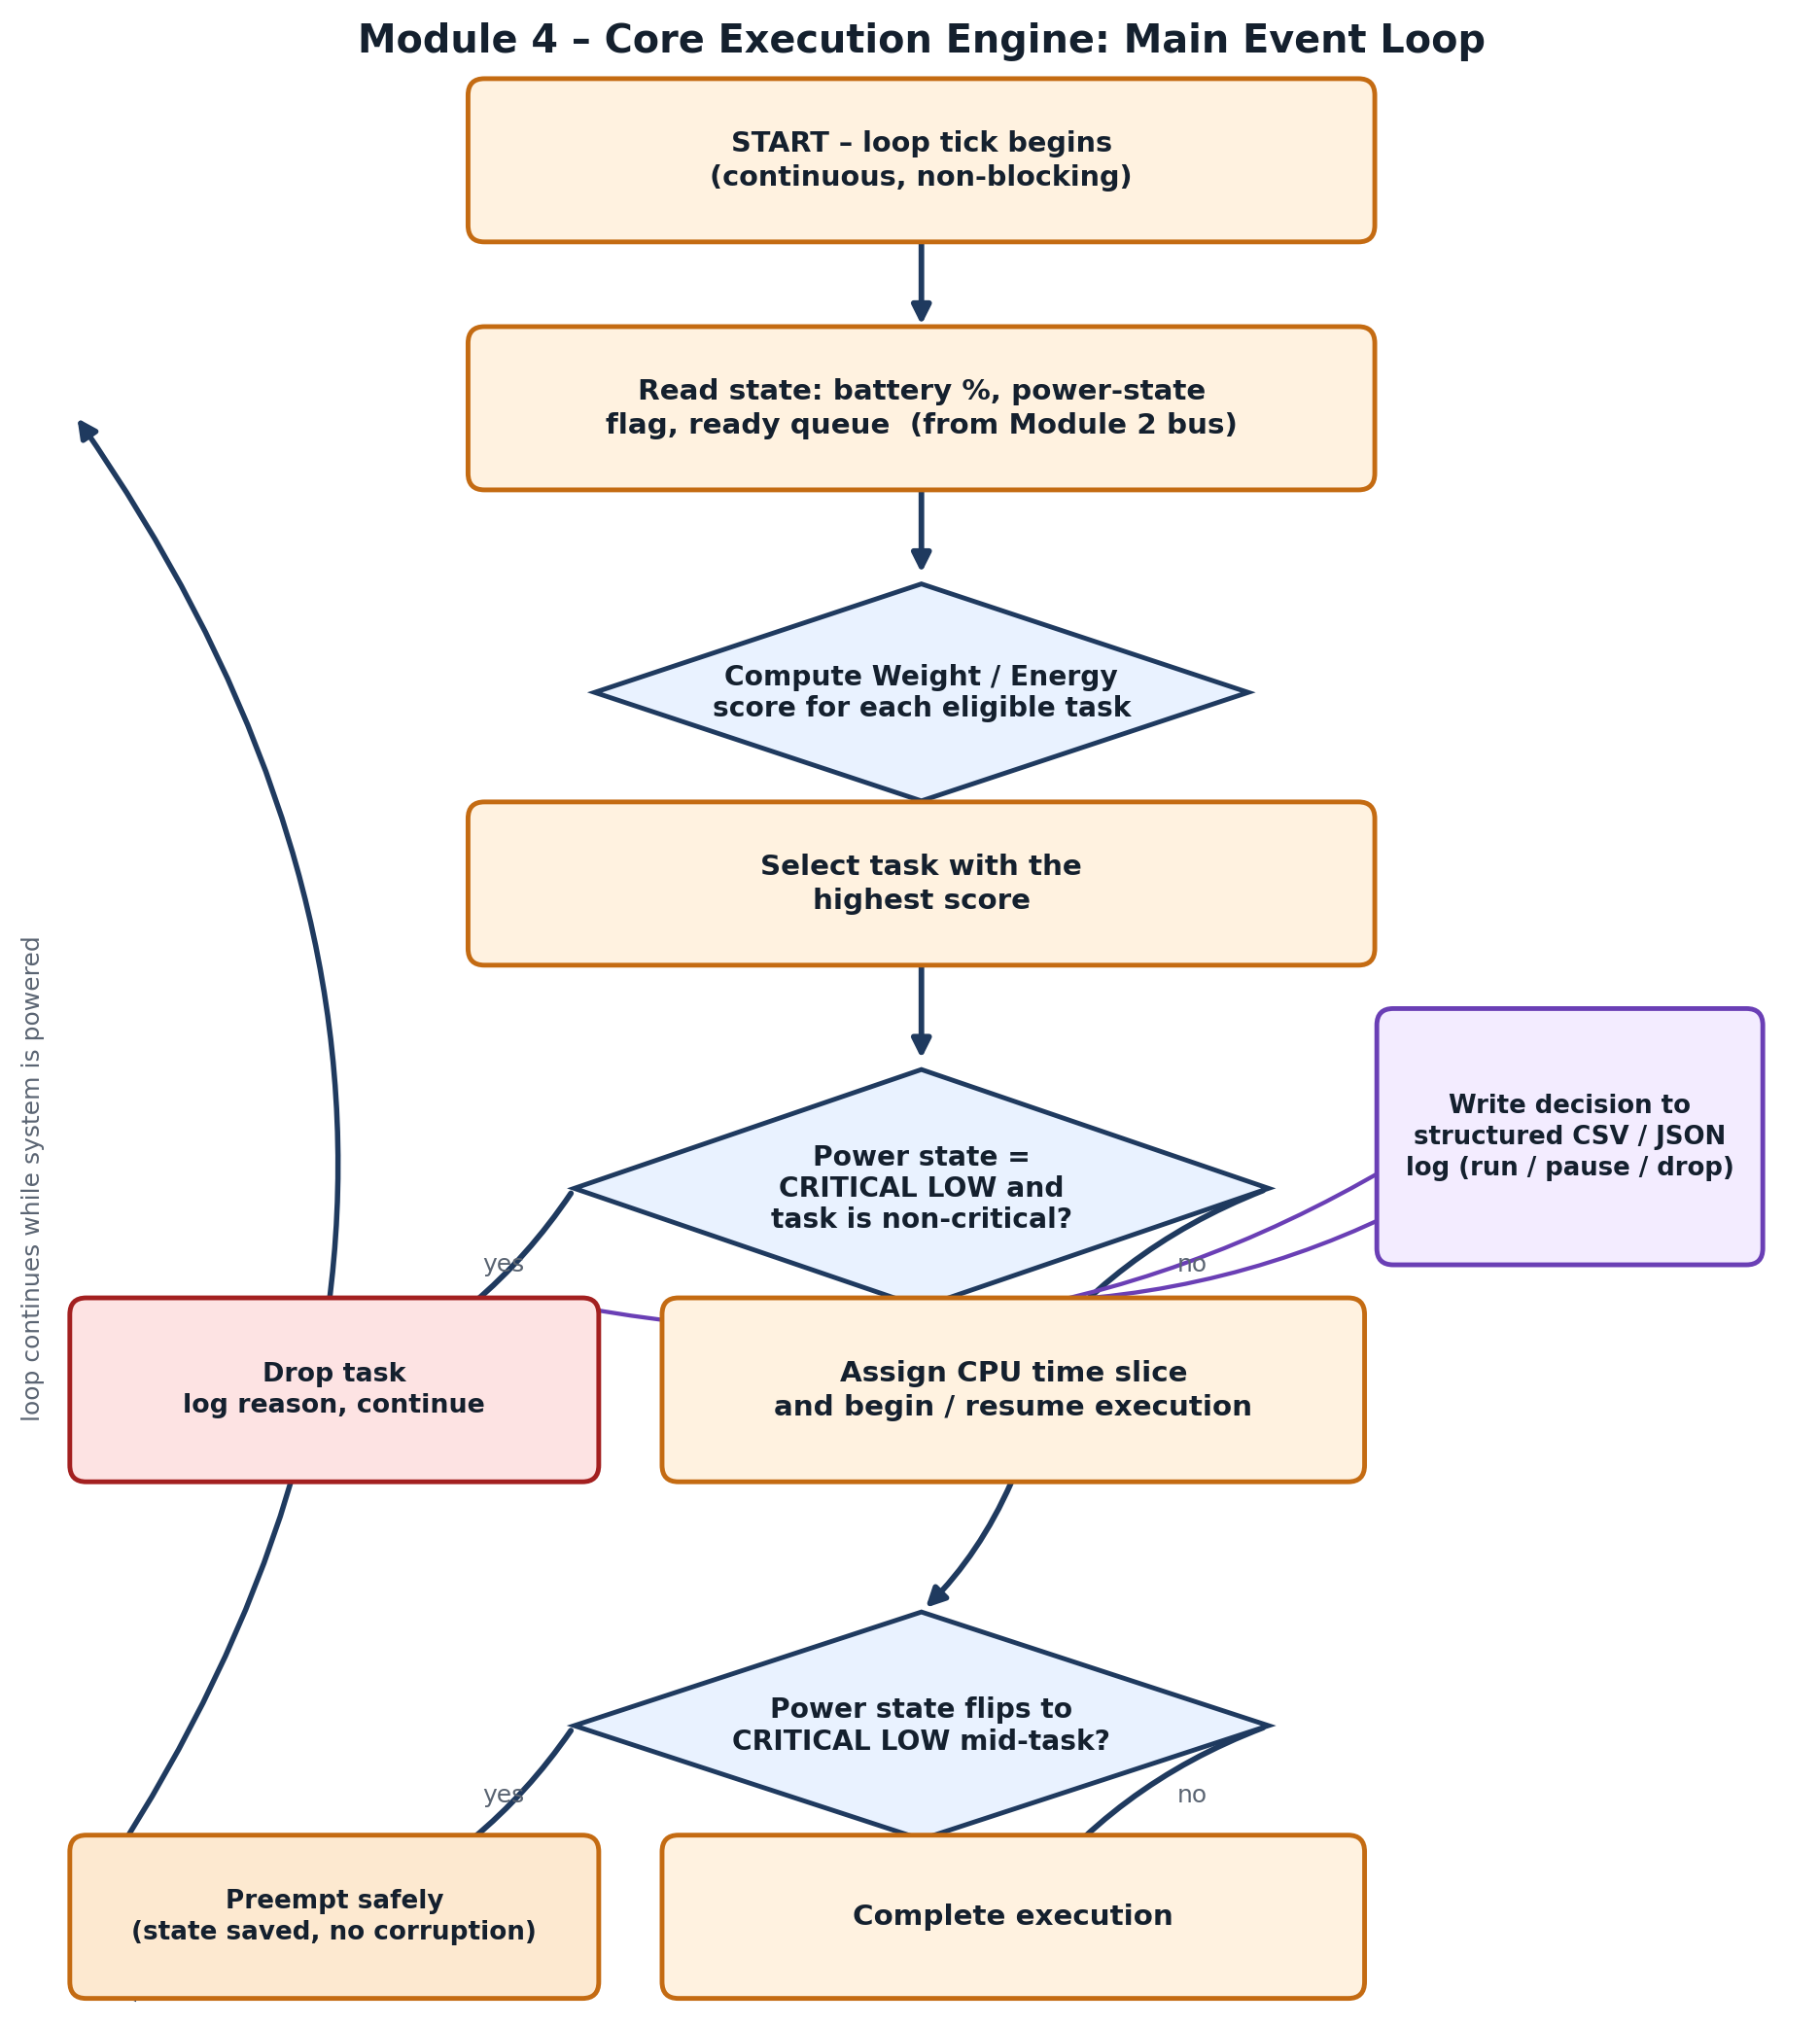 Module 4 – Core Execution Engine: Main Event Loop
START – loop tick begins
(continuous, non-blocking)
Read state: battery %, power-state
flag, ready queue  (from Module 2 bus)
Compute Weight / Energy
score for each eligible task
Select task with the
highest score
loop continues while system is powered
Write decision to
structured CSV / JSON
log (run / pause / drop)
Power state =
CRITICAL LOW and
task is non-critical?
yes
no
Drop task
log reason, continue
Assign CPU time slice
and begin / resume execution
Power state flips to
CRITICAL LOW mid-task?
yes
no
Preempt safely
(state saved, no corruption)
Complete execution